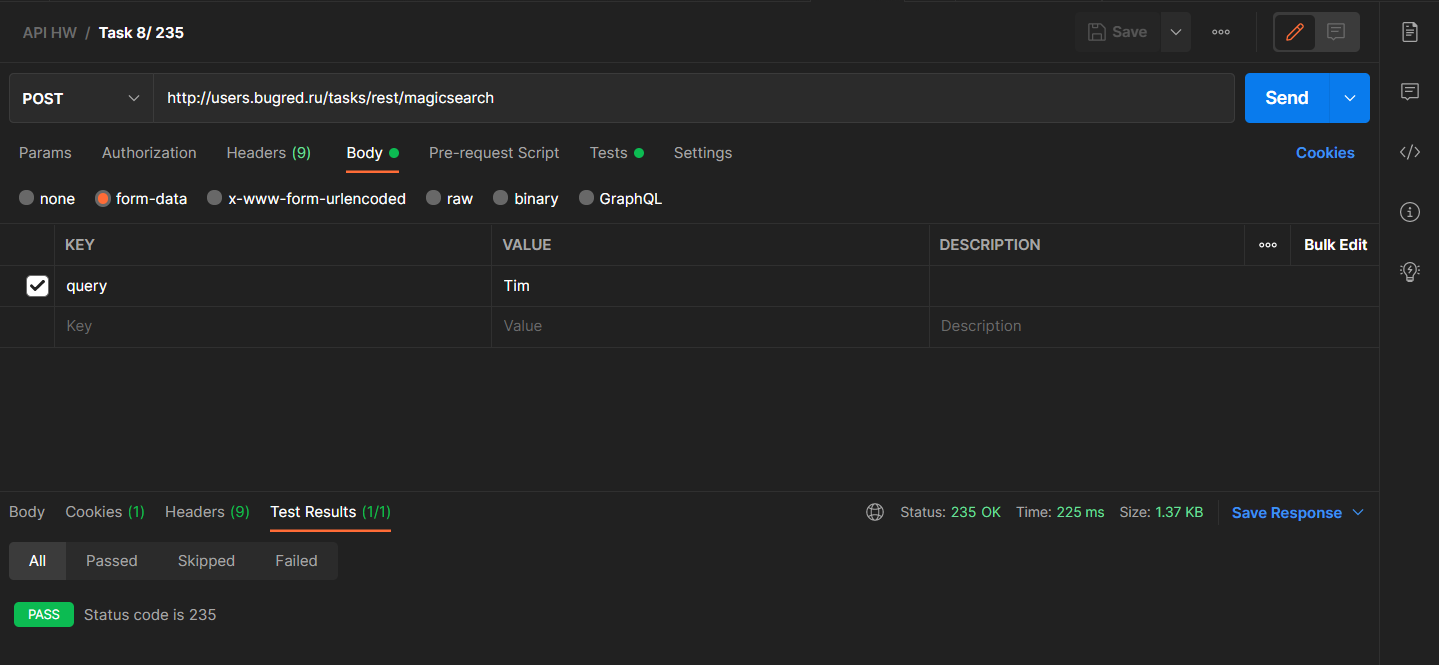 API HW / Task 8/ 235 Save
POST http://users.bugred.ru/tasks/rest/magicsearch Send
Params Authorization Headers (9) Body Pre-request Script Tests Settings Cookies
none form-data x-www-form-urlencoded raw binary GraphQL
KEY VALUE DESCRIPTION Bulk Edit
query Tim
Key Value Description
Body Cookies (1) Headers (9) Test Results (1/1) Status: 235 OK Time: 225 ms Size: 1.37 KB Save Response
All Passed Skipped Failed
PASS Status code is 235